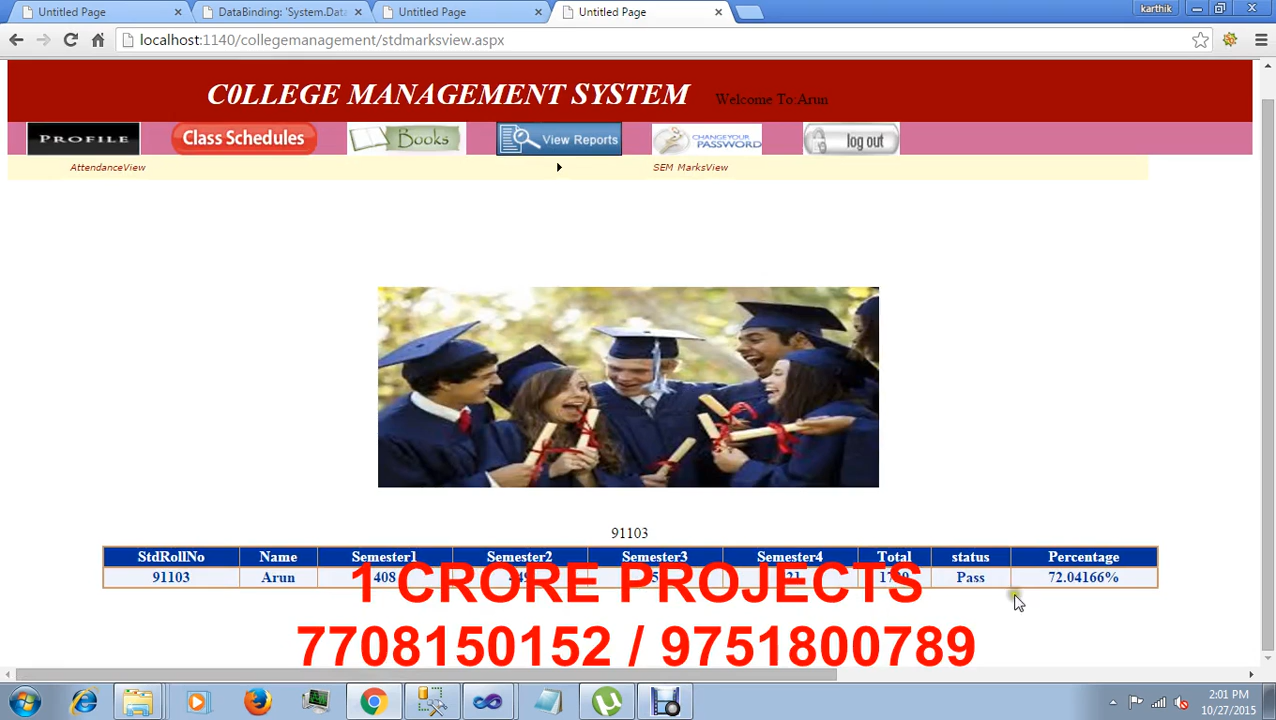 Untitled Page
DataBinding: 'System.Data
Untitled Page
Untitled Page
karthik
localhost:1140/collegemanagement/stdmarksview.aspx
C0LLEGE MANAGEMENT SYSTEM
Welcome To:Arun
PROFILE
Class Schedules
Books
View Reports
CHANGE YOUR PASSWORD
log out
AttendanceView
SEM MarksView
91103
StdRollNo Name Semester1 Semester2 Semester3 Semester4 Total status Percentage
91103 Arun 408 Pass 72.04166%
1 CRORE PROJECTS
7708150152 / 9751800789
2:01 PM
10/27/2015